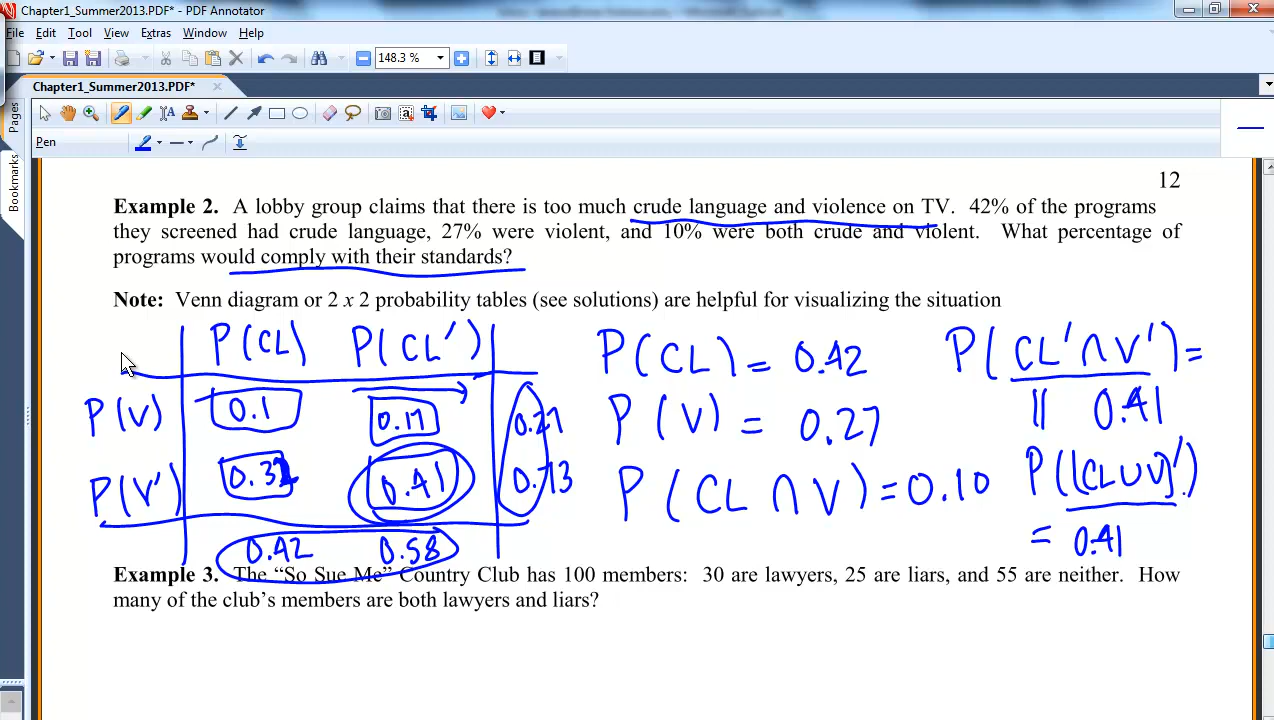 Chapter1_Summer2013.PDF* - PDF Annotator
File Edit Tool View Extras Window Help
148.3 %
Chapter1_Summer2013.PDF*
Pages
Bookmarks
Pen
12
Example 2. A lobby group claims that there is too much crude language and violence on TV. 42% of the programs
they screened had crude language, 27% were violent, and 10% were both crude and violent. What percentage of
programs would comply with their standards?
Note: Venn diagram or 2 x 2 probability tables (see solutions) are helpful for visualizing the situation
P(CL) P(CL')
P(V) 0.1 0.17 0.27
P(V') 0.32 0.41 0.73
0.42 0.58
P(CL) = 0.42
P(V) = 0.27
P(CL ∩ V) = 0.10
P(CL' ∩ V') =
|| 0.41
P((CL∪V)')
= 0.41
Example 3. The “So Sue Me” Country Club has 100 members: 30 are lawyers, 25 are liars, and 55 are neither. How
many of the club’s members are both lawyers and liars?